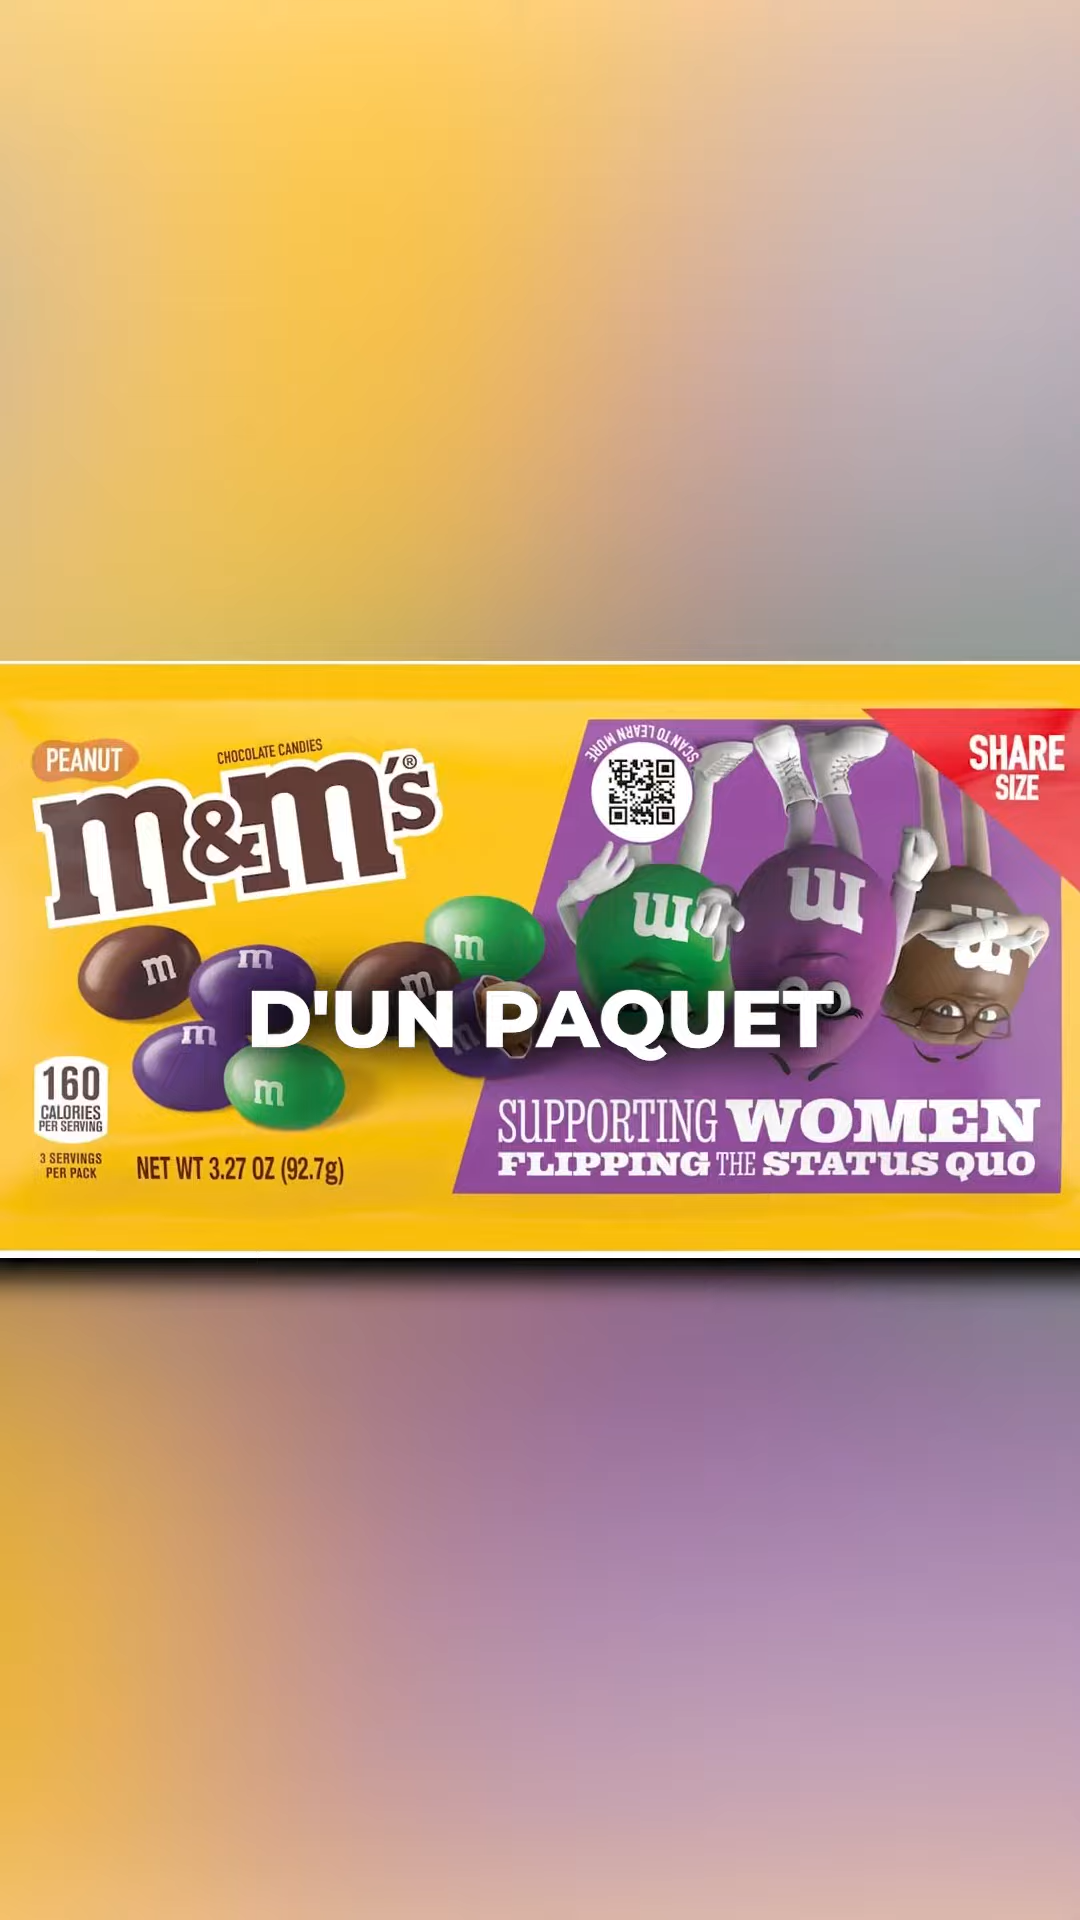 PEANUT
CHOCOLATE CANDIES
m&m's®
SCAN TO LEARN MORE
SHARE
SIZE
m
m
m
m
m
m
m
m
m
m
m
D'UN PAQUET
160
CALORIES
PER SERVING
3 SERVINGS
PER PACK
NET WT 3.27 OZ (92.7g)
SUPPORTING WOMEN
FLIPPING THE STATUS QUO